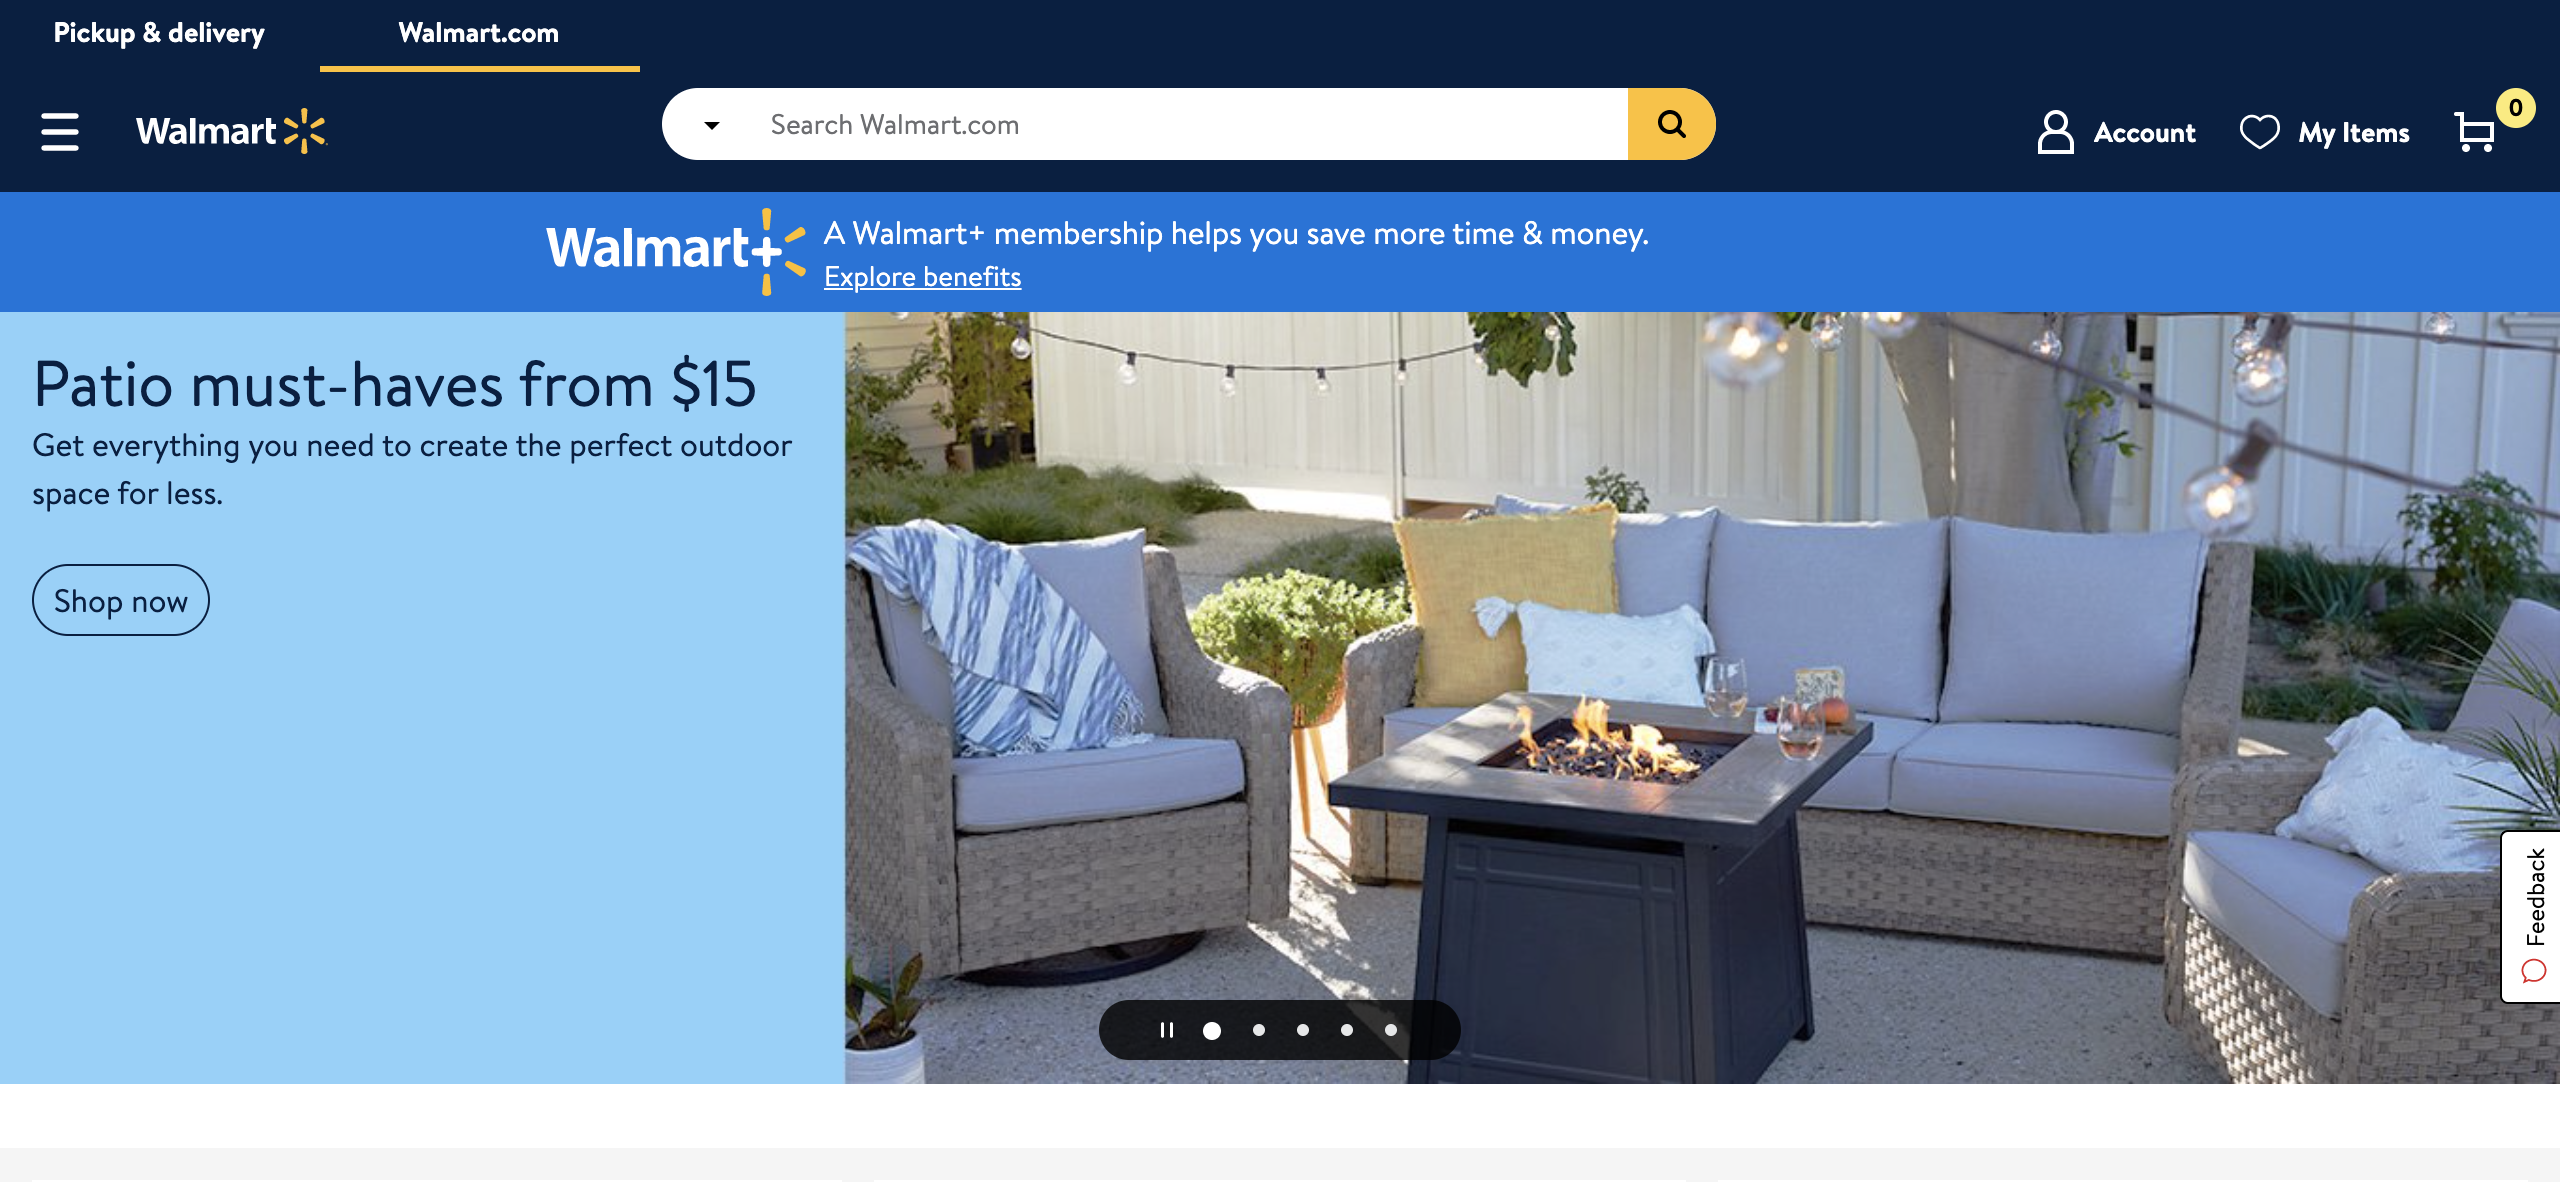 Pickup & delivery
Walmart.com
Walmart
Search Walmart.com
Account
My Items
0
Walmart+
A Walmart+ membership helps you save more time & money.
Explore benefits
Patio must-haves from $15
Get everything you need to create the perfect outdoor
space for less.
Shop now
Feedback